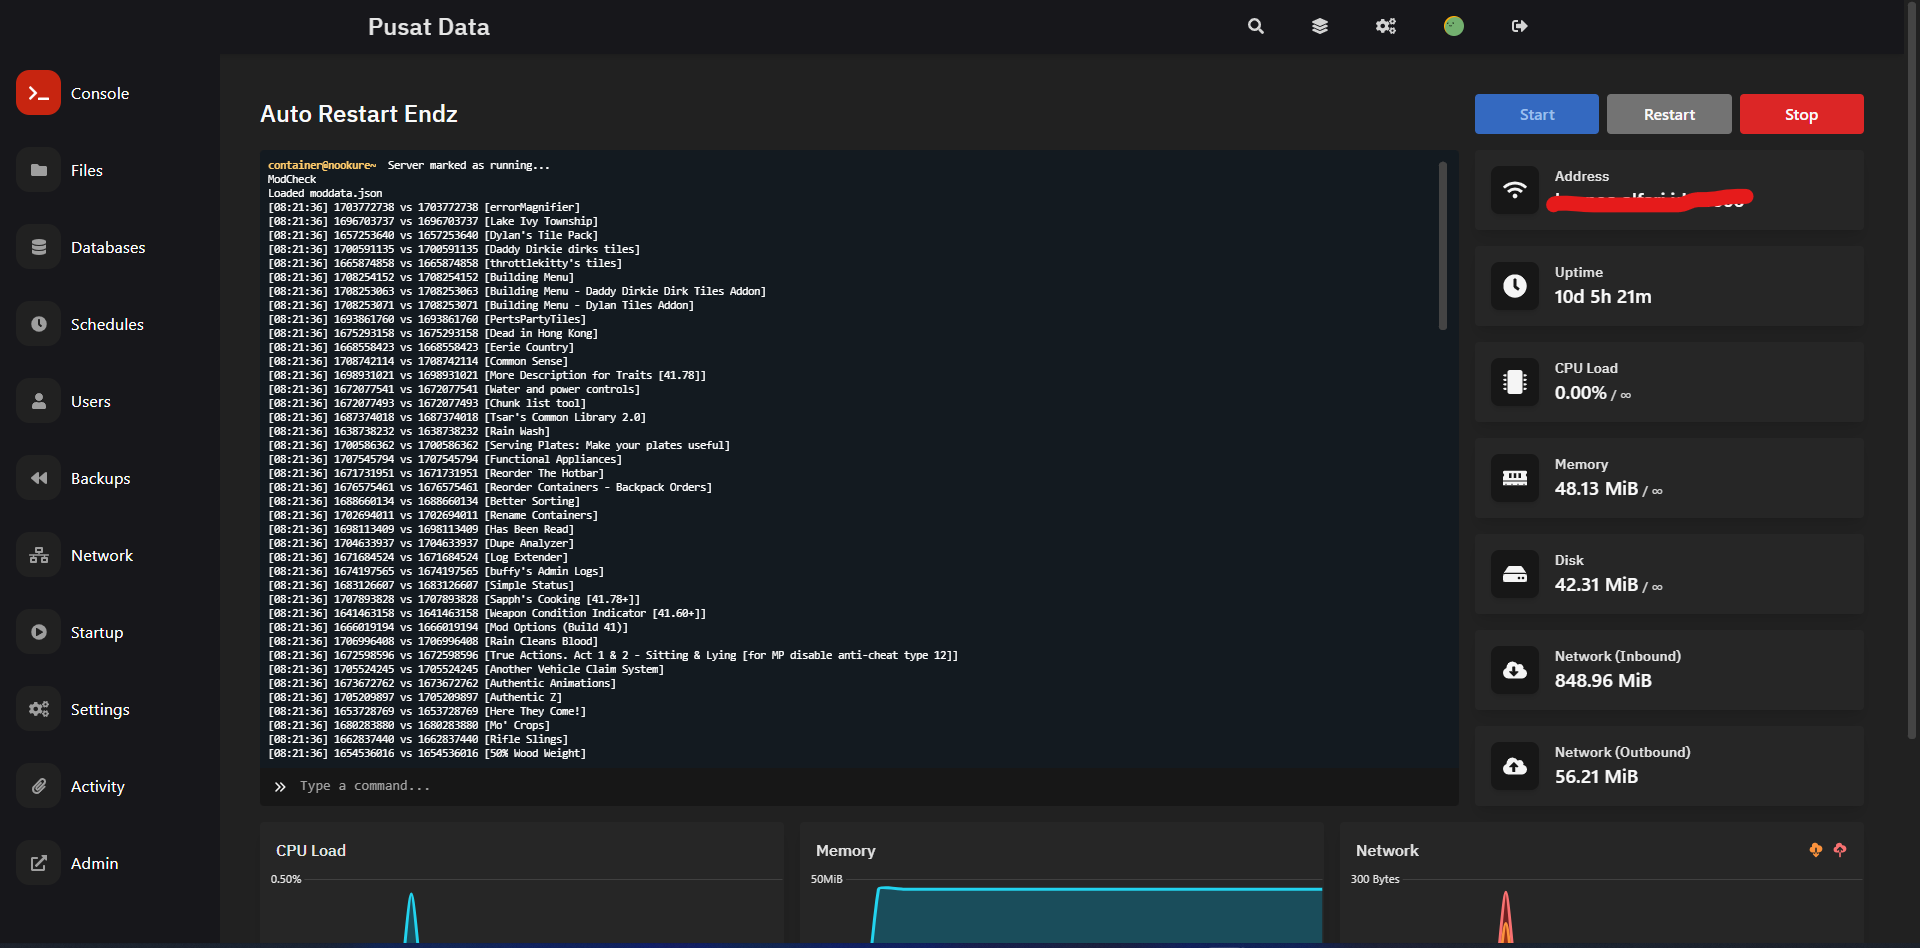 Pusat Data
Console
Files
Databases
Schedules
Users
Backups
Network
Startup
Settings
Activity
Admin
Auto Restart Endz
Start
Restart
Stop
container@nookure~ Server marked as running...
ModCheck
Loaded moddata.json
[08:21:36] 1703772738 vs 1703772738 [errorMagnifier]
[08:21:36] 1696703737 vs 1696703737 [Lake Ivy Township]
[08:21:36] 1657253640 vs 1657253640 [Dylan's Tile Pack]
[08:21:36] 1700591135 vs 1700591135 [Daddy Dirkie dirks tiles]
[08:21:36] 1665874858 vs 1665874858 [throttlekitty's tiles]
[08:21:36] 1708254152 vs 1708254152 [Building Menu]
[08:21:36] 1708253063 vs 1708253063 [Building Menu - Daddy Dirkie Dirk Tiles Addon]
[08:21:36] 1708253071 vs 1708253071 [Building Menu - Dylan Tiles Addon]
[08:21:36] 1693861760 vs 1693861760 [PertsPartyTiles]
[08:21:36] 1675293158 vs 1675293158 [Dead in Hong Kong]
[08:21:36] 1668558423 vs 1668558423 [Eerie Country]
[08:21:36] 1708742114 vs 1708742114 [Common Sense]
[08:21:36] 1698931021 vs 1698931021 [More Description for Traits [41.78]]
[08:21:36] 1672077541 vs 1672077541 [Water and power controls]
[08:21:36] 1672077493 vs 1672077493 [Chunk list tool]
[08:21:36] 1687374018 vs 1687374018 [Tsar's Common Library 2.0]
[08:21:36] 1638738232 vs 1638738232 [Rain Wash]
[08:21:36] 1700586362 vs 1700586362 [Serving Plates: Make your plates useful]
[08:21:36] 1707545794 vs 1707545794 [Functional Appliances]
[08:21:36] 1671731951 vs 1671731951 [Reorder The Hotbar]
[08:21:36] 1676575461 vs 1676575461 [Reorder Containers - Backpack Orders]
[08:21:36] 1688660134 vs 1688660134 [Better Sorting]
[08:21:36] 1702694011 vs 1702694011 [Rename Containers]
[08:21:36] 1698113409 vs 1698113409 [Has Been Read]
[08:21:36] 1704633937 vs 1704633937 [Dupe Analyzer]
[08:21:36] 1671684524 vs 1671684524 [Log Extender]
[08:21:36] 1674197565 vs 1674197565 [buffy's Admin Logs]
[08:21:36] 1683126607 vs 1683126607 [Simple Status]
[08:21:36] 1707893828 vs 1707893828 [Sapph's Cooking [41.78+]]
[08:21:36] 1641463158 vs 1641463158 [Weapon Condition Indicator [41.60+]]
[08:21:36] 1666019194 vs 1666019194 [Mod Options (Build 41)]
[08:21:36] 1706996408 vs 1706996408 [Rain Cleans Blood]
[08:21:36] 1672598596 vs 1672598596 [True Actions. Act 1 & 2 - Sitting & Lying [for MP disable anti-cheat type 12]]
[08:21:36] 1705524245 vs 1705524245 [Another Vehicle Claim System]
[08:21:36] 1673672762 vs 1673672762 [Authentic Animations]
[08:21:36] 1705209897 vs 1705209897 [Authentic Z]
[08:21:36] 1653728769 vs 1653728769 [Here They Come!]
[08:21:36] 1680283880 vs 1680283880 [Mo' Crops]
[08:21:36] 1662837440 vs 1662837440 [Rifle Slings]
[08:21:36] 1654536016 vs 1654536016 [50% Wood Weight]
Type a command...
Address
Uptime
10d 5h 21m
CPU Load
0.00% / ∞
Memory
48.13 MiB / ∞
Disk
42.31 MiB / ∞
Network (Inbound)
848.96 MiB
Network (Outbound)
56.21 MiB
CPU Load
0.50%
Memory
50MiB
Network
300 Bytes